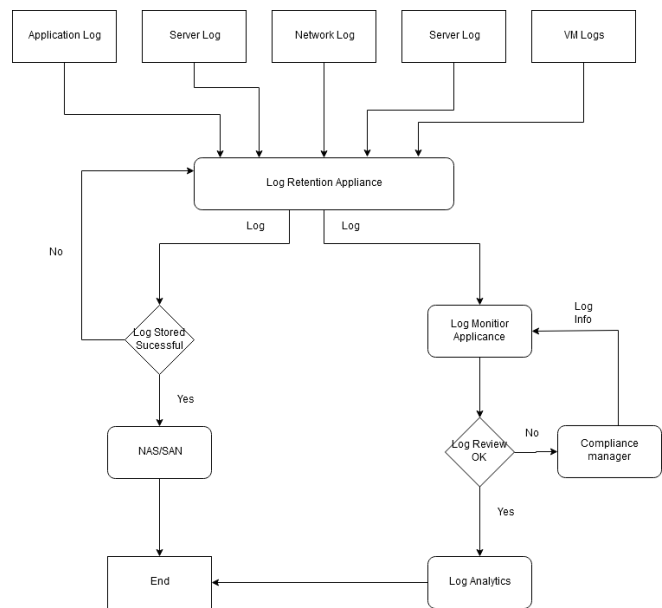 Application Log
Server Log
Network Log
Server Log
VM Logs
Log Retention Appliance
Log
Log
No
Log Stored
Sucessful
Log Monitior
Applicance
Log
Info
Yes
NAS/SAN
Log Review
OK
No
Compliance
manager
Yes
End
Log Analytics